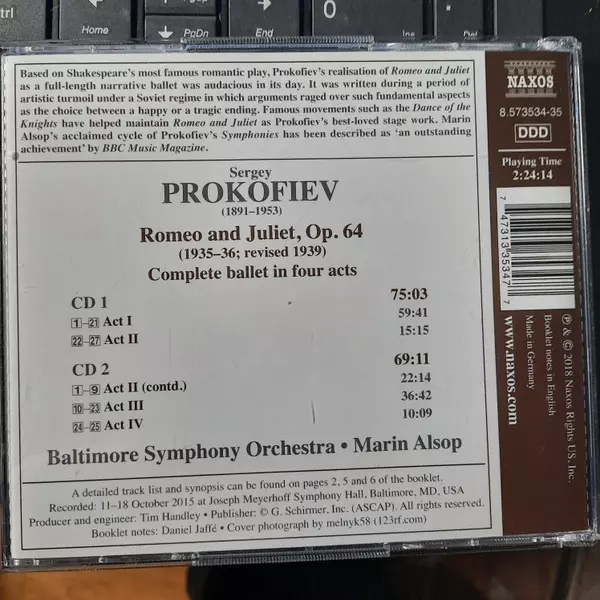 ctrl
Home
End
PgDn
Based on Shakespeare's most famous romantic play, Prokofiev's realisation of Romeo and Juliet
as a full-length narrative ballet was audacious in its day. It was written during a period of
artistic turmoil under a Soviet regime in which arguments raged over such fundamental aspects
as the choice between a happy or a tragic ending. Famous movements such as the Dance of the
Knights have helped maintain Romeo and Juliet as Prokofiev's best-loved stage work. Marin
Alsop's acclaimed cycle of Prokofiev's Symphonies has been described as 'an outstanding
achievement' by BBC Music Magazine.
Sergey
PROKOFIEV
(1891–1953)
Romeo and Juliet, Op. 64
(1935–36; revised 1939)
Complete ballet in four acts
CD 1 75:03
1–21 Act I 59:41
22–27 Act II 15:15
CD 2 69:11
1–9 Act II (contd.) 22:14
10–23 Act III 36:42
24–25 Act IV 10:09
Baltimore Symphony Orchestra • Marin Alsop
A detailed track list and synopsis can be found on pages 2, 5 and 6 of the booklet.
Recorded: 11–18 October 2015 at Joseph Meyerhoff Symphony Hall, Baltimore, MD, USA
Producer and engineer: Tim Handley • Publisher: © G. Schirmer, Inc. (ASCAP). All rights reserved.
Booklet notes: Daniel Jaffé • Cover photograph by melnyk58 (123rf.com)
NAXOS
8.573534-35
DDD
Playing Time
2:24:14
7 47313 35347 7
www.naxos.com
Made in Germany
Booklet notes in English
℗ & © 2018 Naxos Rights US, Inc.